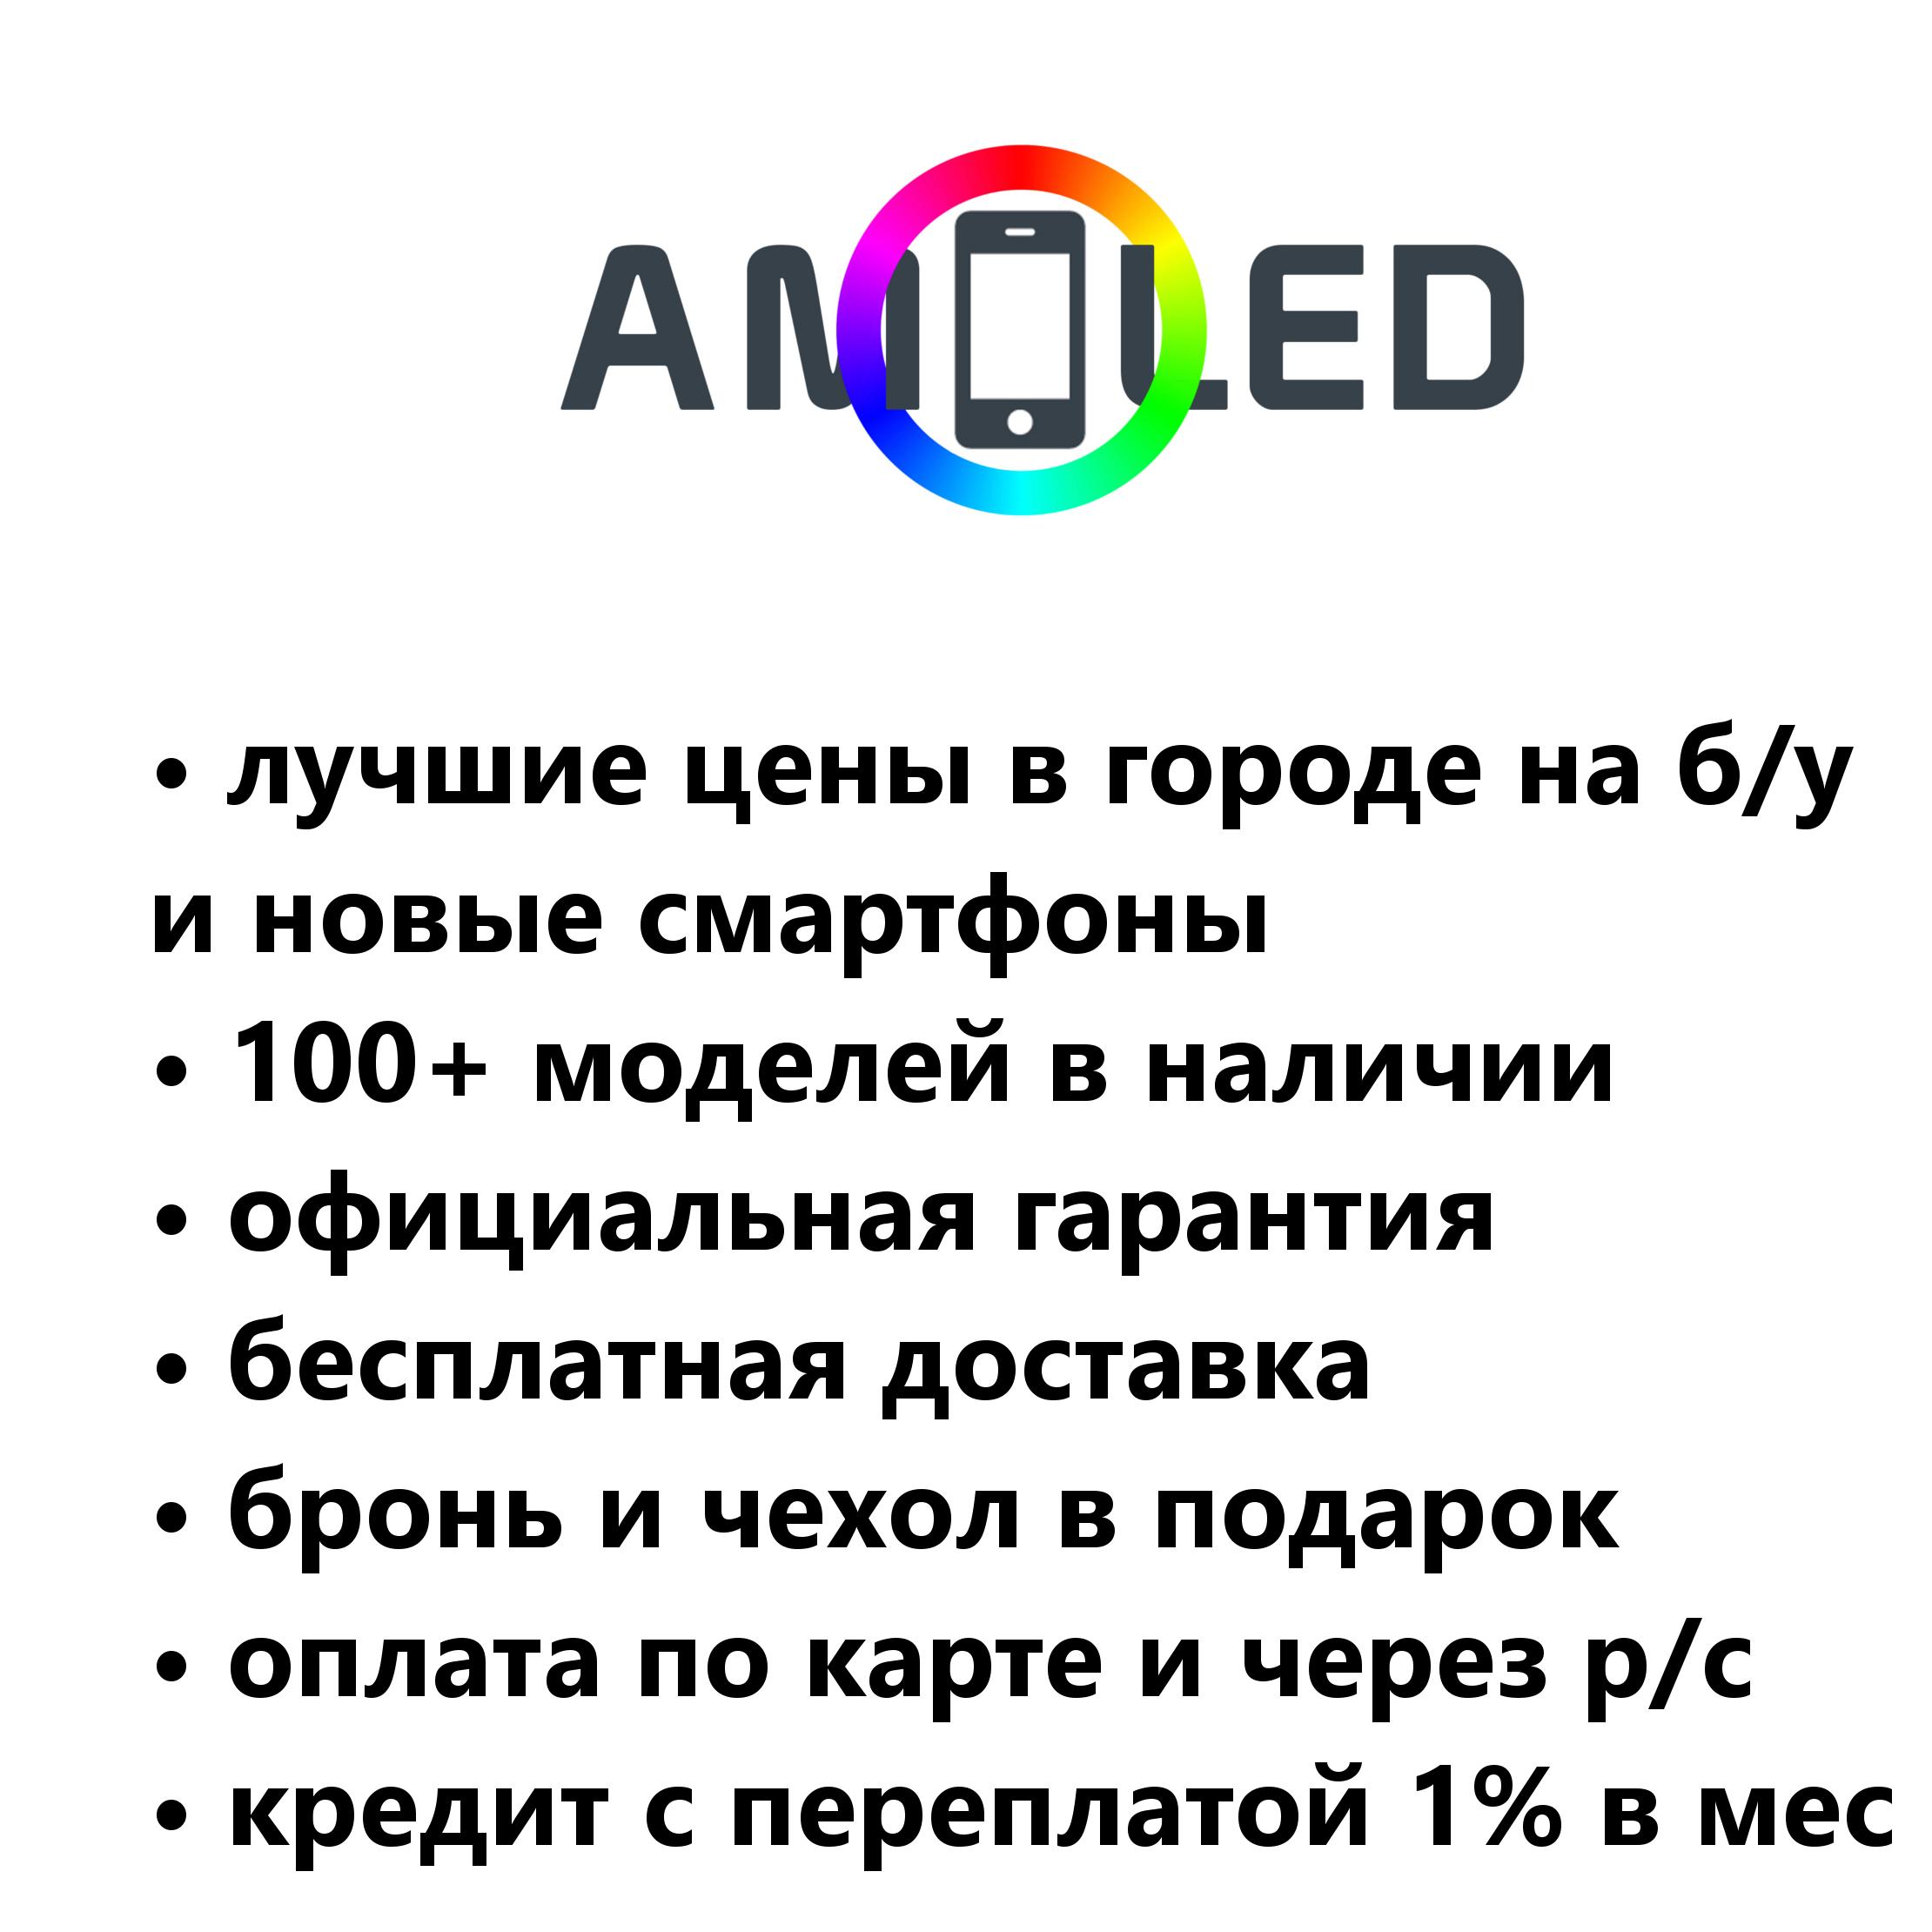 AMOLED
• лучшие цены в городе на б/у
и новые смартфоны
• 100+ моделей в наличии
• официальная гарантия
• бесплатная доставка
• бронь и чехол в подарок
• оплата по карте и через р/с
• кредит с переплатой 1% в мес